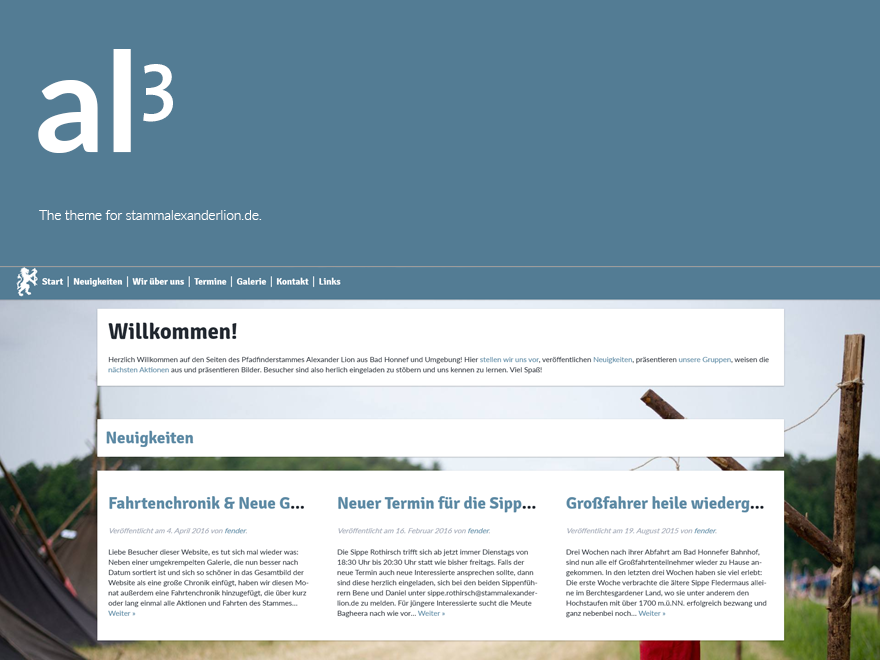 al³
The theme for stammalexanderlion.de.
Start | Neuigkeiten | Wir über uns | Termine | Galerie | Kontakt | Links
Willkommen!
Herzlich Willkommen auf den Seiten des Pfadfinderstammes Alexander Lion aus Bad Honnef und Umgebung! Hier stellen wir uns vor, veröffentlichen Neuigkeiten, präsentieren unsere Gruppen, weisen die
nächsten Aktionen aus und präsentieren Bilder. Besucher sind also herlich eingeladen zu stöbern und uns kennen zu lernen. Viel Spaß!
Neuigkeiten
Fahrtenchronik & Neue G...
Veröffentlicht am 4. April 2016 von fender.
Liebe Besucher dieser Website, es tut sich mal wieder was:
Neben einer umgekrempelten Galerie, die nun besser nach
Datum sortiert ist und sich so schöner in das Gesamtbild der
Website als eine große Chronik einfügt, haben wir diesen Mo-
nat außerdem eine Fahrtenchronik hinzugefügt, die über kurz
oder lang einmal alle Aktionen und Fahrten des Stammes...
Weiter »
Neuer Termin für die Sipp...
Veröffentlicht am 16. Februar 2016 von fender.
Die Sippe Rothirsch trifft sich ab jetzt immer Dienstags von
18:30 Uhr bis 20:30 Uhr statt wie bisher freitags. Falls der
neue Termin auch neue Interessierte ansprechen sollte, dann
sind diese herzlich eingeladen, sich bei den beiden Sippenfüh-
rern Bene und Daniel unter sippe.rothirsch@stammalexander-
lion.de zu melden. Für jüngere Interessierte sucht die Meute
Bagheera nach wie vor... Weiter »
Großfahrer heile wiederg...
Veröffentlicht am 19. August 2015 von fender.
Drei Wochen nach ihrer Abfahrt am Bad Honnefer Bahnhof,
sind nun alle elf Großfahrtenteilnehmer wieder zu Hause an-
gekommen. In den letzten drei Wochen haben sie viel erlebt:
Die erste Woche verbrachte die ältere Sippe Fledermaus allei-
ne im Berchtesgardener Land, wo sie unter anderem den
Hochstaufen mit über 1700 m.ü.NN. erfolgreich bezwang und
ganz nebenbei noch... Weiter »